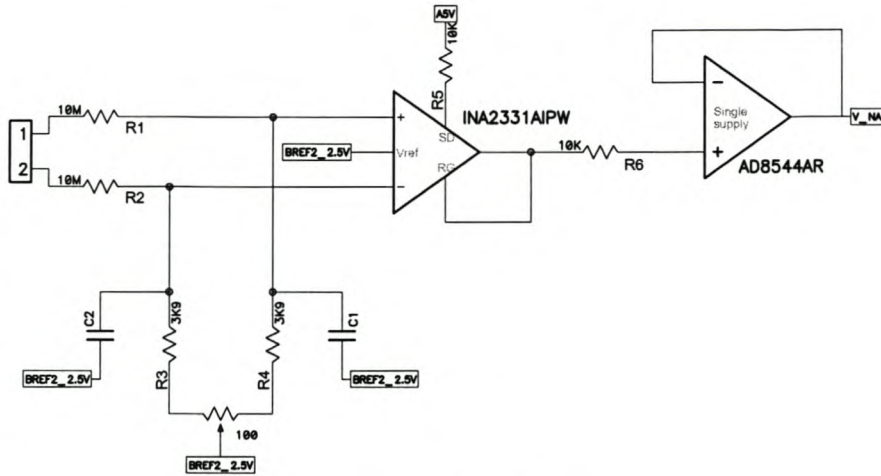 A5V
10K
R5
INA2331AIPW
10M
R1
1
2
10M
R2
BREF2_2.5V
+
Vref
−
SD
RG
10K
R6
−
Single
supply
+
AD8544AR
V_NA
C2
3K9
R3
3K9
R4
C1
BREF2_2.5V
BREF2_2.5V
100
BREF2_2.5V